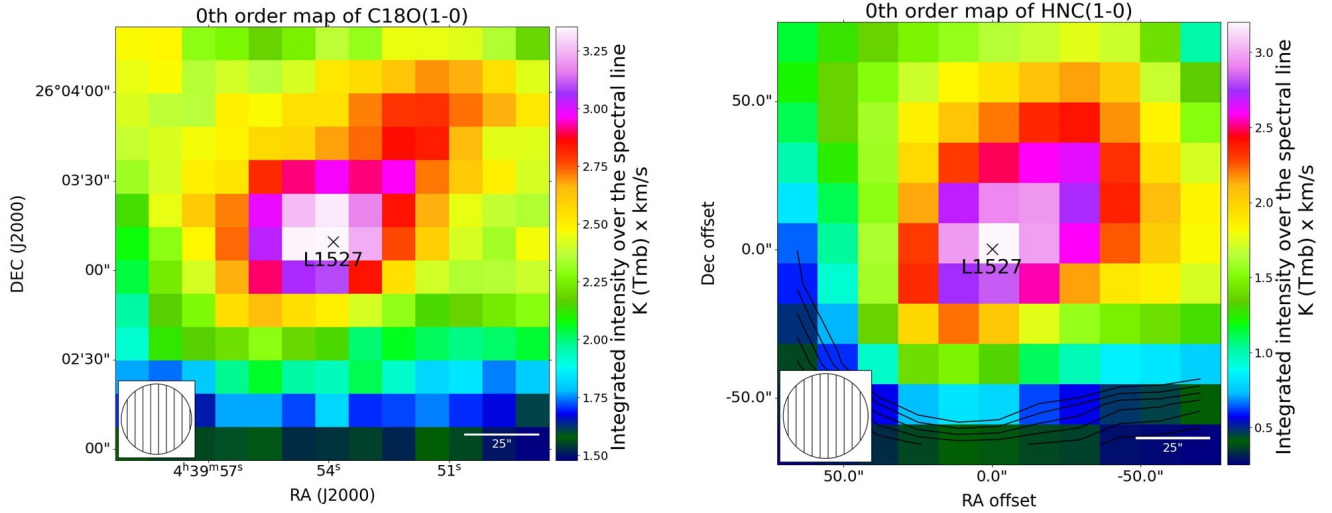 0th order map of C18O(1-0)
DEC (J2000)
26°04'00"
03'30"
00"
02'30"
00"
L1527
25"
4ʰ39ᵐ57ˢ
54ˢ
51ˢ
RA (J2000)
3.25
3.00
2.75
2.50
2.25
2.00
1.75
1.50
Integrated intensity over the spectral line
K (Tmb) x km/s
0th order map of HNC(1-0)
Dec offset
50.0"
0.0"
-50.0"
L1527
25"
50.0"
0.0"
-50.0"
RA offset
3.0
2.5
2.0
1.5
1.0
0.5
Integrated intensity over the spectral line
K (Tmb) x km/s